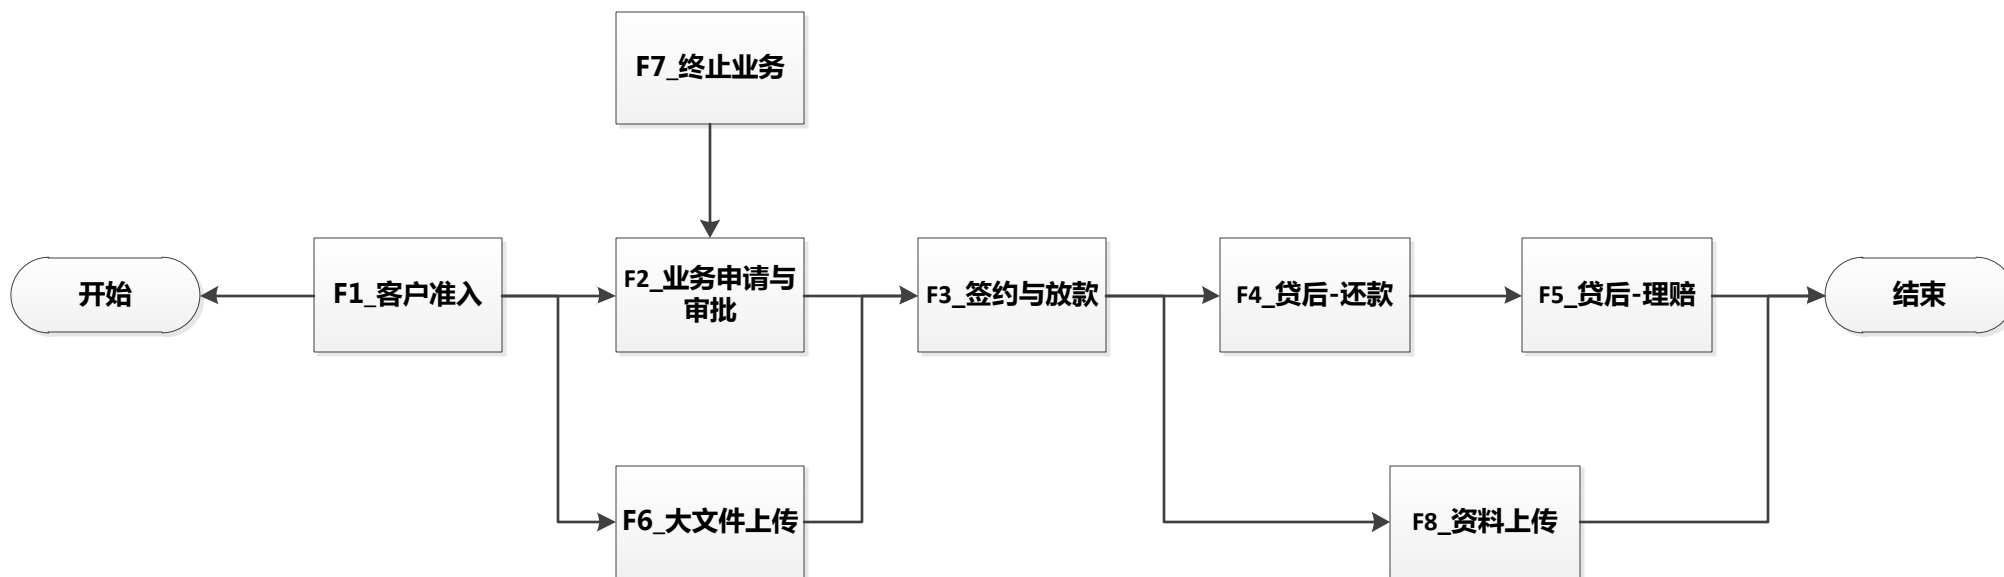 F7_终止业务
开始
F1_客户准入
F2_业务申请与
审批
F3_签约与放款
F4_贷后-还款
F5_贷后-理赔
结束
F6_大文件上传
F8_资料上传